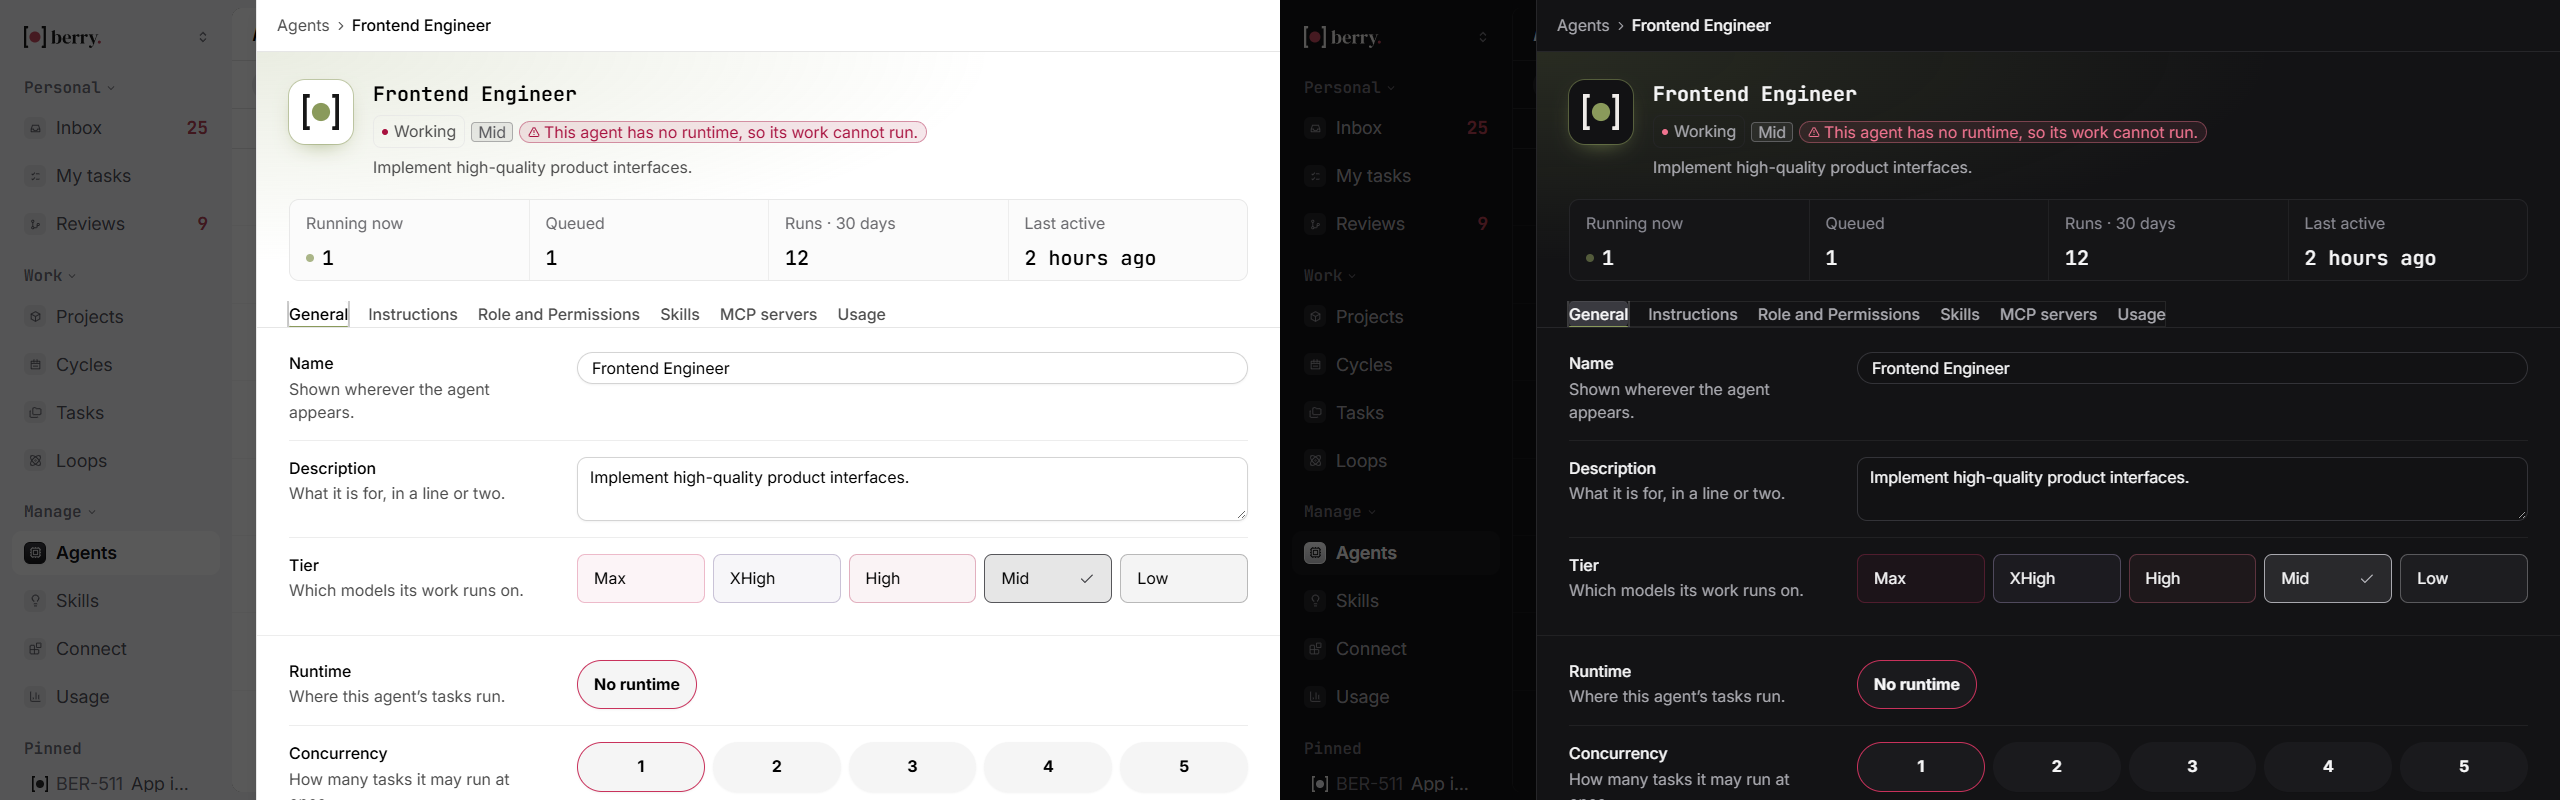 berry.
Personal
Inbox 25
My tasks
Reviews 9
Work
Projects
Cycles
Tasks
Loops
Manage
Agents
Skills
Connect
Usage
Pinned
BER-511 App i...
Agents › Frontend Engineer
Frontend Engineer
Working Mid This agent has no runtime, so its work cannot run.
Implement high-quality product interfaces.
Running now Queued Runs · 30 days Last active
1 1 12 2 hours ago
General Instructions Role and Permissions Skills MCP servers Usage
Name
Shown wherever the agent
appears.
Frontend Engineer
Description
What it is for, in a line or two.
Implement high-quality product interfaces.
Tier
Which models its work runs on.
Max XHigh High Mid Low
Runtime
Where this agent’s tasks run.
No runtime
Concurrency
How many tasks it may run at
1 2 3 4 5
berry.
Personal
Inbox 25
My tasks
Reviews 9
Work
Projects
Cycles
Tasks
Loops
Manage
Agents
Skills
Connect
Usage
Pinned
BER-511 App i...
Agents › Frontend Engineer
Frontend Engineer
Working Mid This agent has no runtime, so its work cannot run.
Implement high-quality product interfaces.
Running now Queued Runs · 30 days Last active
1 1 12 2 hours ago
General Instructions Role and Permissions Skills MCP servers Usage
Name
Shown wherever the agent
appears.
Frontend Engineer
Description
What it is for, in a line or two.
Implement high-quality product interfaces.
Tier
Which models its work runs on.
Max XHigh High Mid Low
Runtime
Where this agent’s tasks run.
No runtime
Concurrency
How many tasks it may run at
1 2 3 4 5